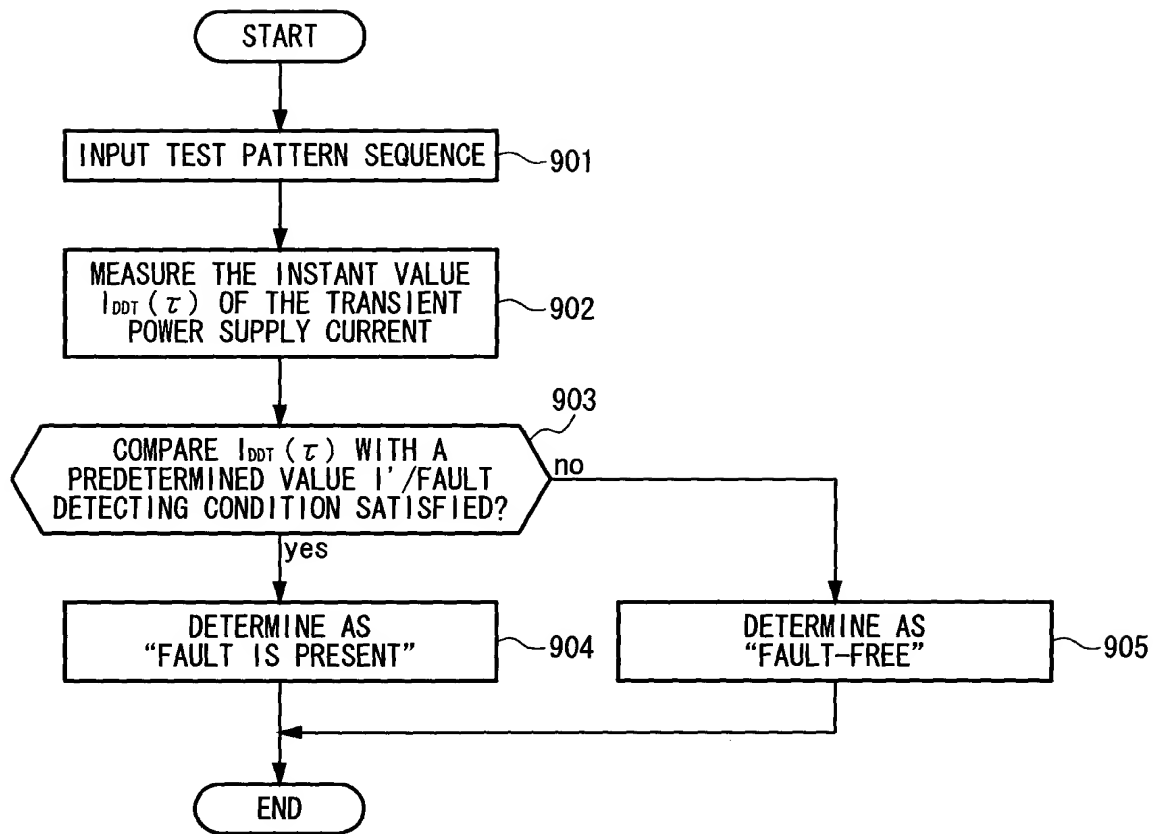 START
INPUT TEST PATTERN SEQUENCE
901
MEASURE THE INSTANT VALUE
IDDT(τ) OF THE TRANSIENT
POWER SUPPLY CURRENT
902
903
COMPARE IDDT(τ) WITH A
PREDETERMINED VALUE I'/FAULT
DETECTING CONDITION SATISFIED?
no
yes
DETERMINE AS
“FAULT IS PRESENT”
904
DETERMINE AS
“FAULT-FREE”
905
END